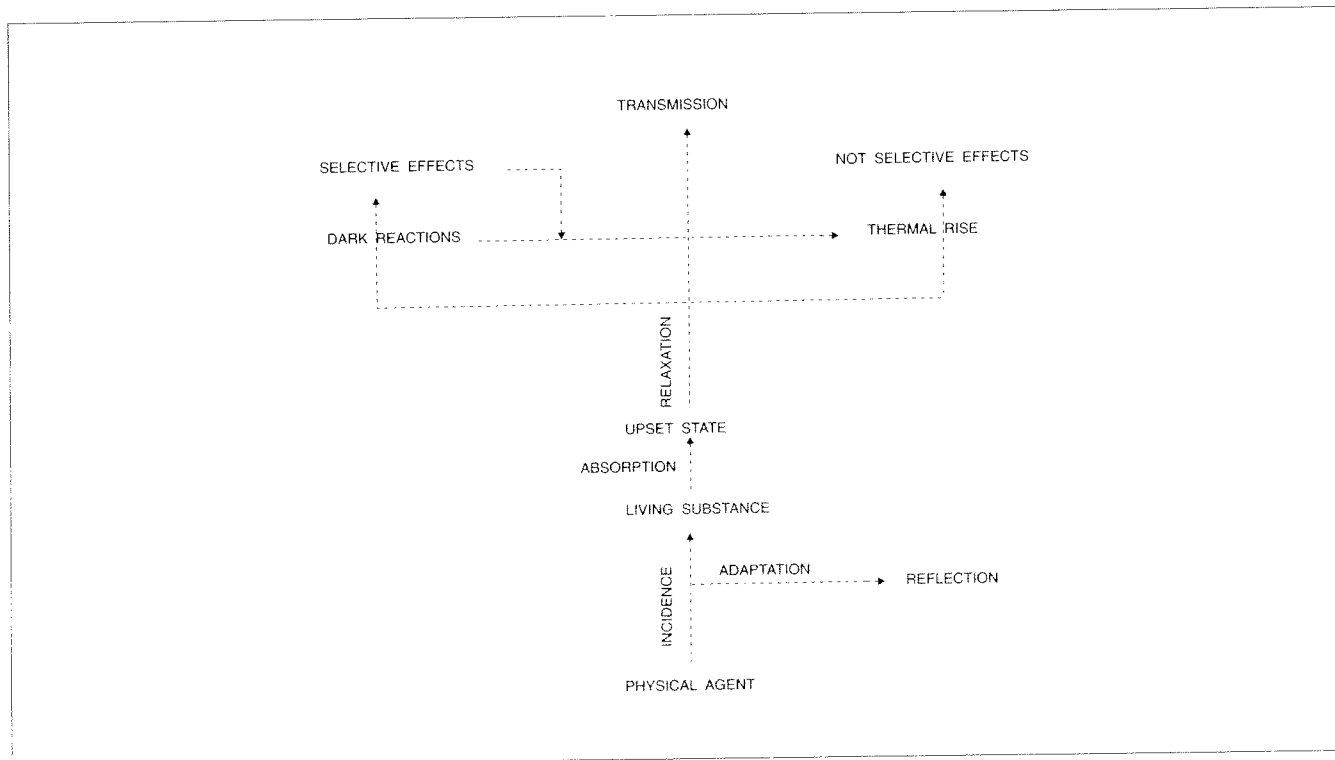 TRANSMISSION
SELECTIVE EFFECTS
NOT SELECTIVE EFFECTS
DARK REACTIONS
THERMAL RISE
RELAXATION
UPSET STATE
ABSORPTION
LIVING SUBSTANCE
INCIDENCE
ADAPTATION
REFLECTION
PHYSICAL AGENT